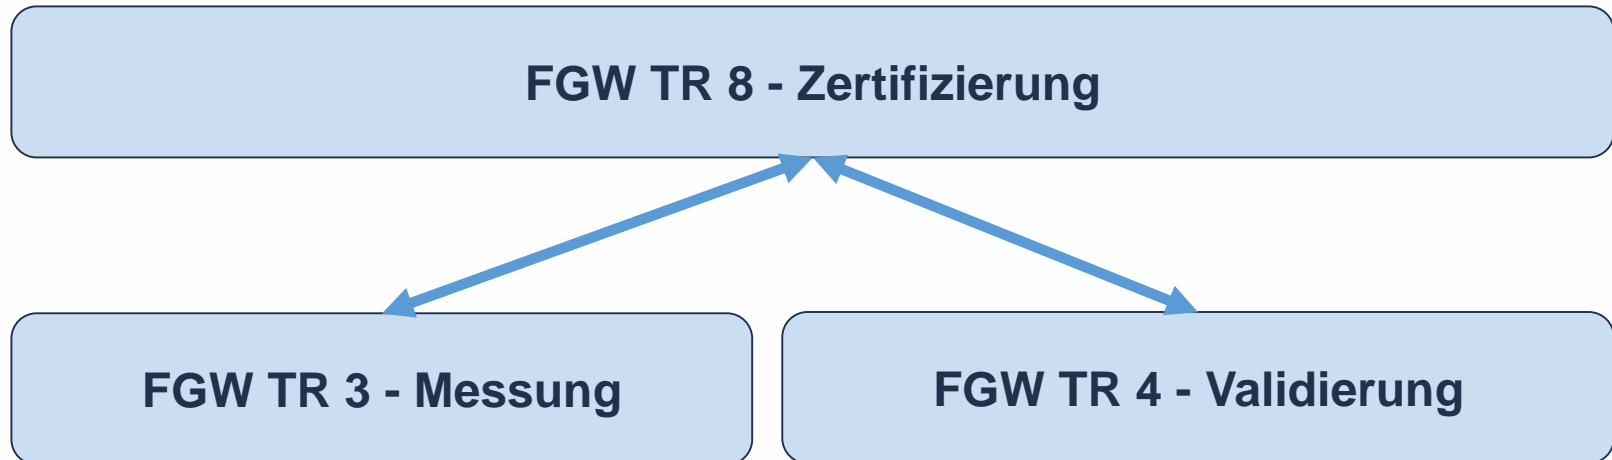 FGW TR 8 - Zertifizierung
FGW TR 3 - Messung
FGW TR 4 - Validierung